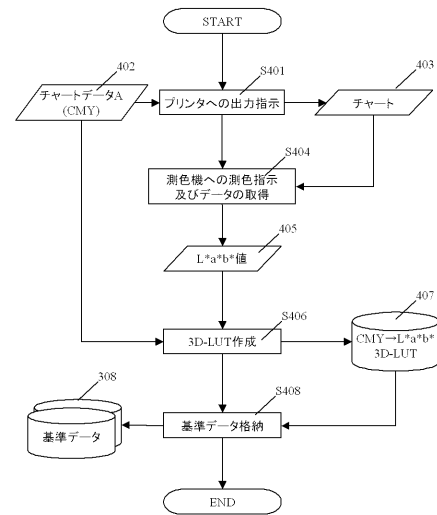 START
402
チャートデータA
(CMY)
S401
プリンタへの出力指示
403
チャート
S404
測色機への測色指示
及びデータの取得
405
L*a*b*値
S406
3D-LUT作成
407
CMY→L*a*b*
3D-LUT
S408
基準データ格納
308
基準データ
END